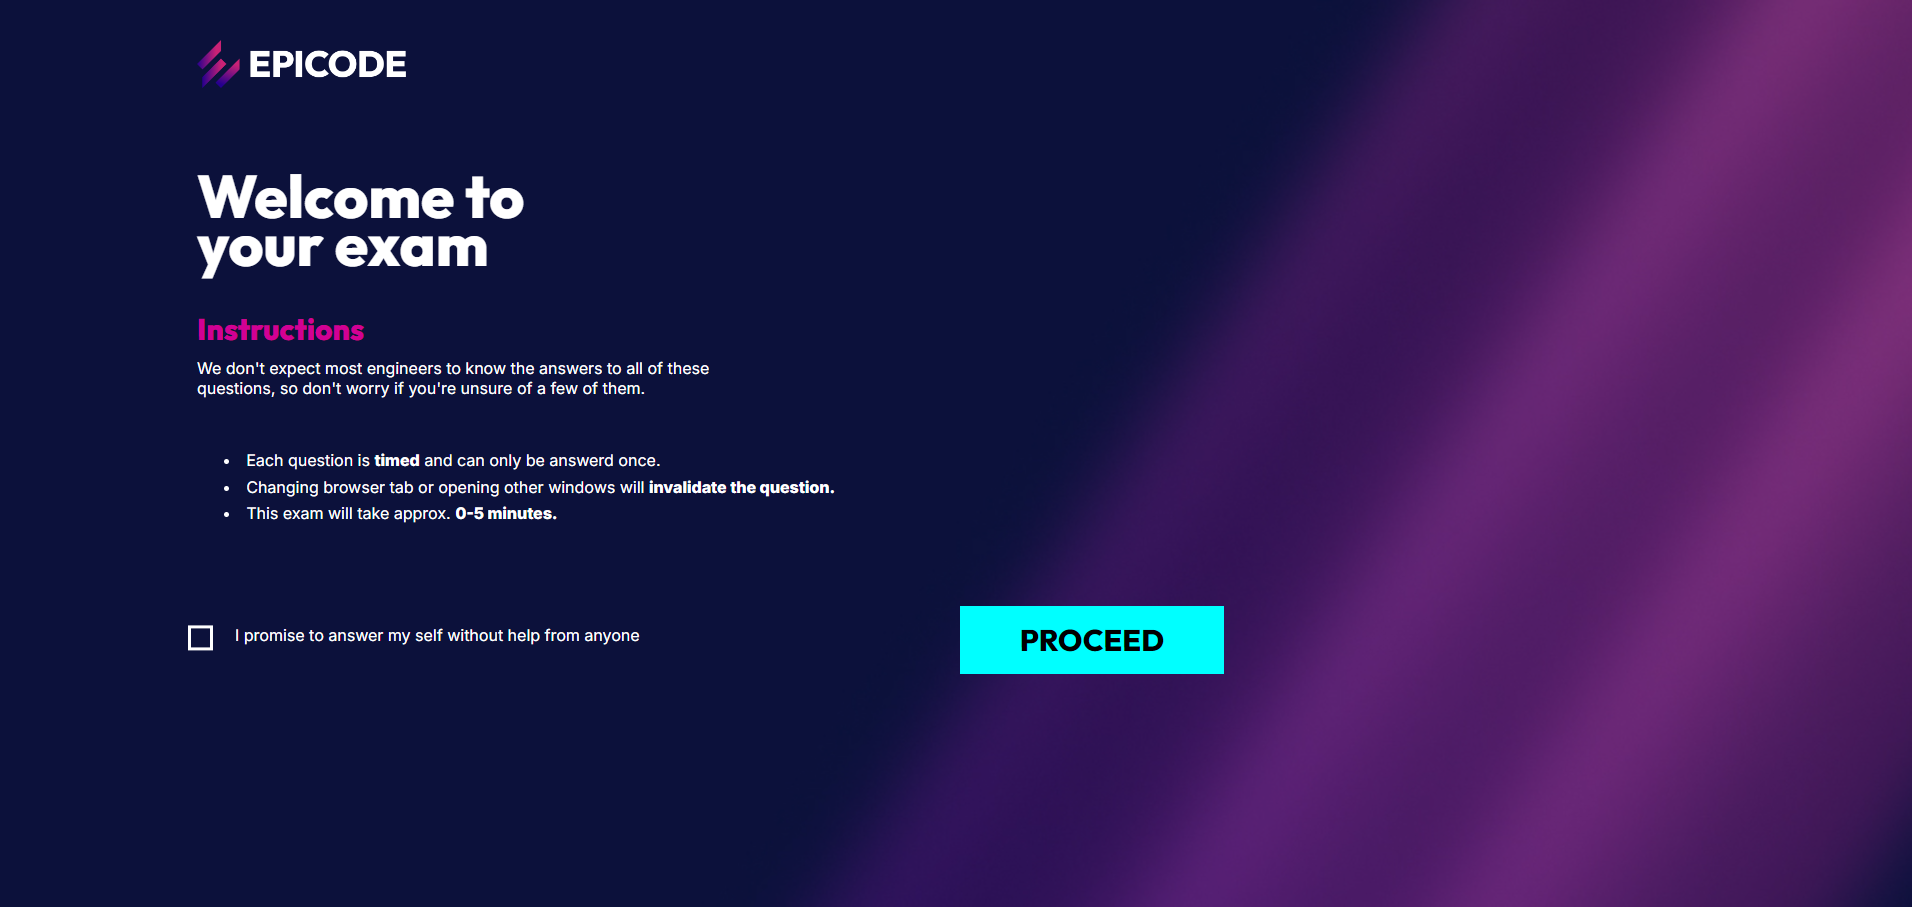 EPICODE
Welcome to
your exam
Instructions
We don't expect most engineers to know the answers to all of these
questions, so don't worry if you're unsure of a few of them.
• Each question is timed and can only be answerd once.
• Changing browser tab or opening other windows will invalidate the question.
• This exam will take approx. 0-5 minutes.
I promise to answer my self without help from anyone
PROCEED